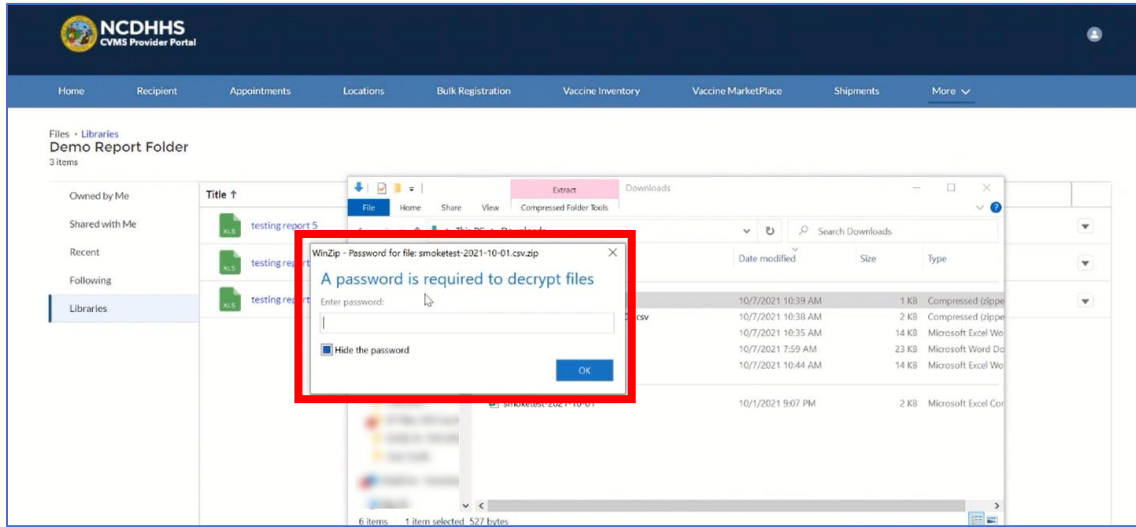 NCDHHS
CVMS Provider Portal
Home Recipient Appointments Locations Bulk Registration Vaccine Inventory Vaccine MarketPlace Shipments More
Files • Libraries
Demo Report Folder
3 items
Owned by Me
Shared with Me
Recent
Following
Libraries
Title ↑
XLS testing report 5
XLS testing rep
XLS testing report
Extract Downloads
File Home Share View Compressed Folder Tools
Search Downloads
Date modified Size Type
10/7/2021 10:39 AM 1 KB Compressed (zippe
.csv 10/7/2021 10:38 AM 2 KB Compressed (zippe
10/7/2021 10:35 AM 14 KB Microsoft Excel Wo
10/7/2021 7:59 AM 23 KB Microsoft Word Do
10/7/2021 10:44 AM 14 KB Microsoft Excel Wo
smoketest-2021-10-01 10/1/2021 9:07 PM 2 KB Microsoft Excel Cor
6 items 1 item selected 527 bytes
WinZip - Password for file: smoketest-2021-10-01.csv.zip
A password is required to decrypt files
Enter password:
Hide the password
OK